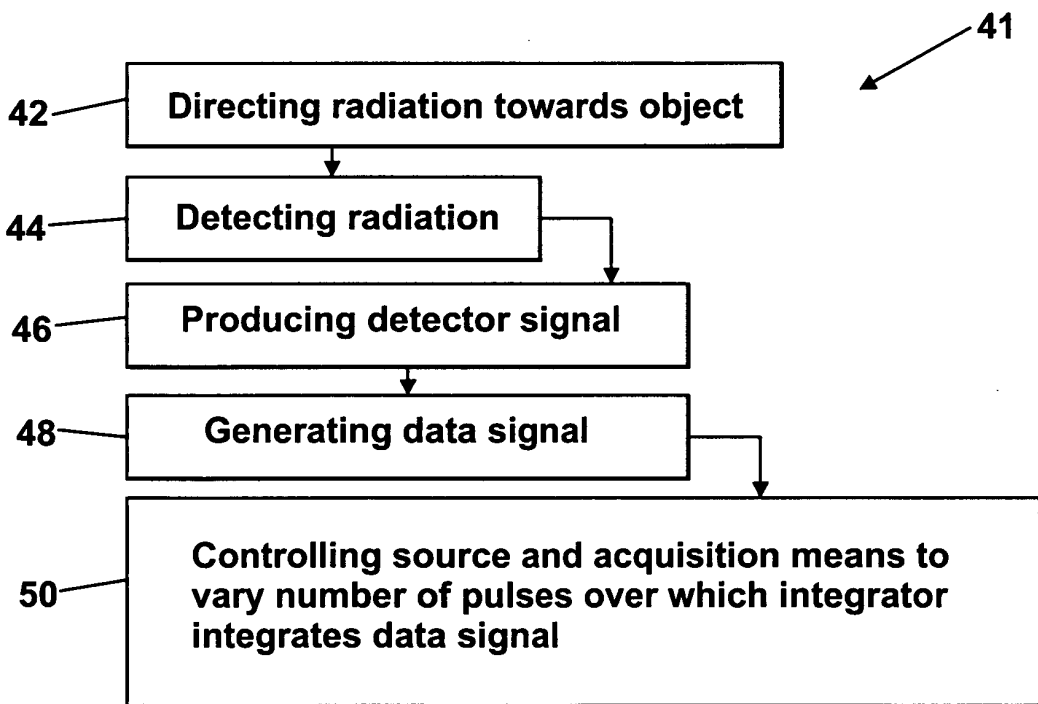 41
42
Directing radiation towards object
44
Detecting radiation
46
Producing detector signal
48
Generating data signal
50
Controlling source and acquisition means to
vary number of pulses over which integrator
integrates data signal